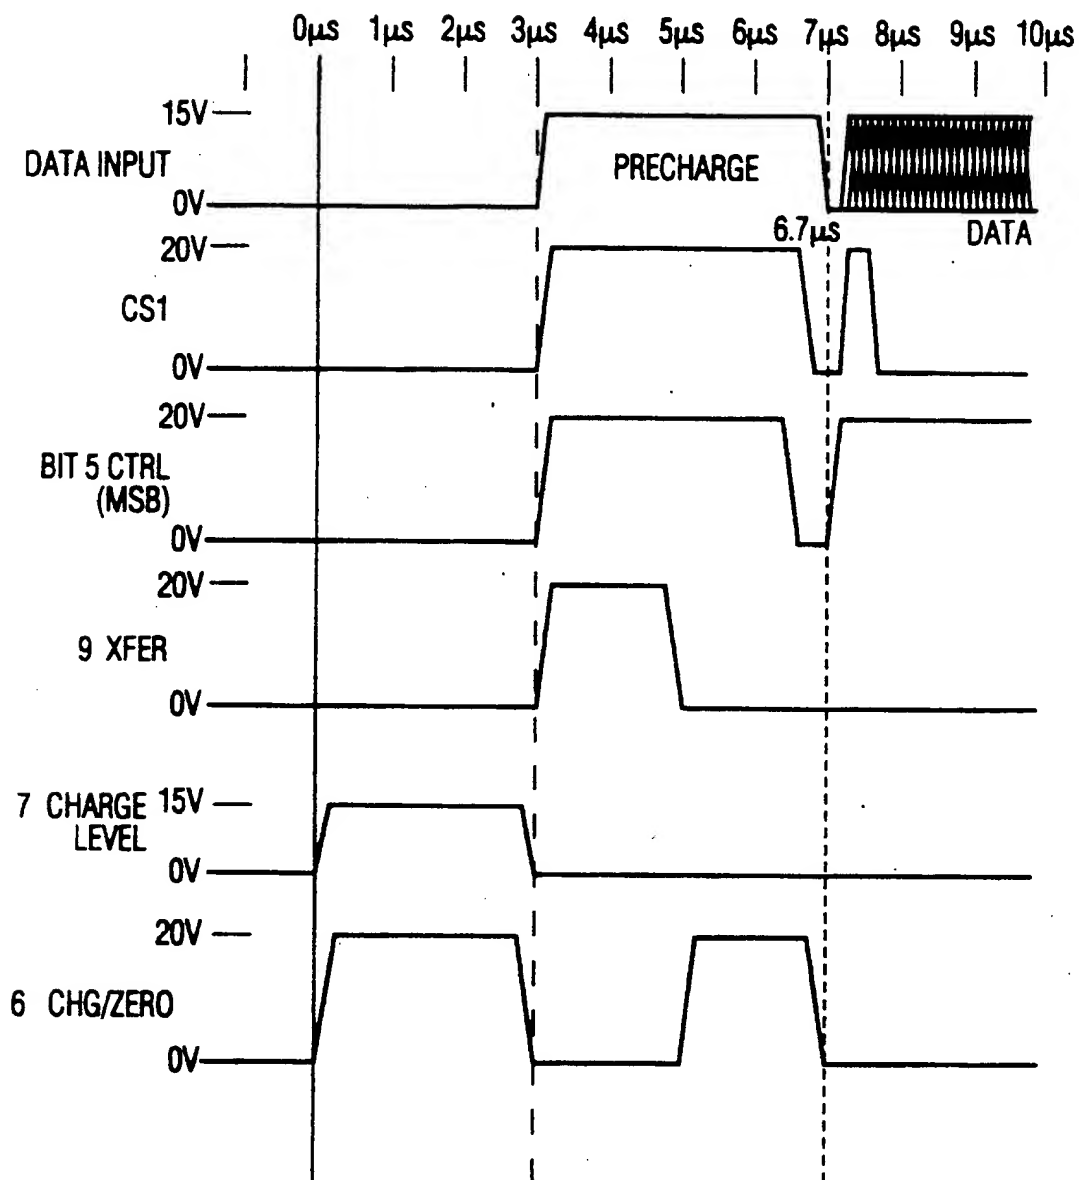 0µs 1µs 2µs 3µs 4µs 5µs 6µs 7µs 8µs 9µs 10µs
15V
DATA INPUT
PRECHARGE
0V
6.7µs
DATA
20V
CS1
0V
20V
BIT 5 CTRL
(MSB)
0V
20V
9 XFER
0V
7 CHARGE 15V
LEVEL
0V
20V
6 CHG/ZERO
0V